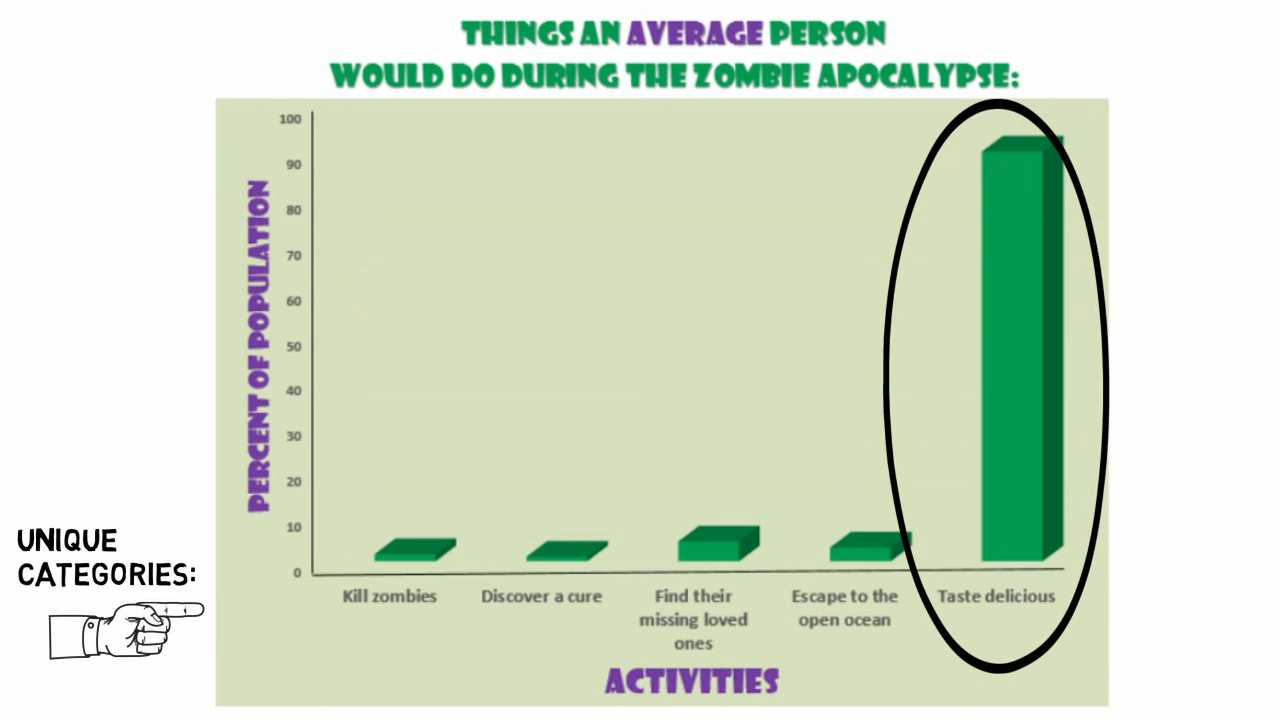 THINGS AN AVERAGE PERSON
WOULD DO DURING THE ZOMBIE APOCALYPSE:
PERCENT OF POPULATION
100
90
80
70
60
50
40
30
20
10
0
UNIQUE
CATEGORIES:
Kill zombies
Discover a cure
Find their
missing loved
ones
Escape to the
open ocean
Taste delicious
ACTIVITIES